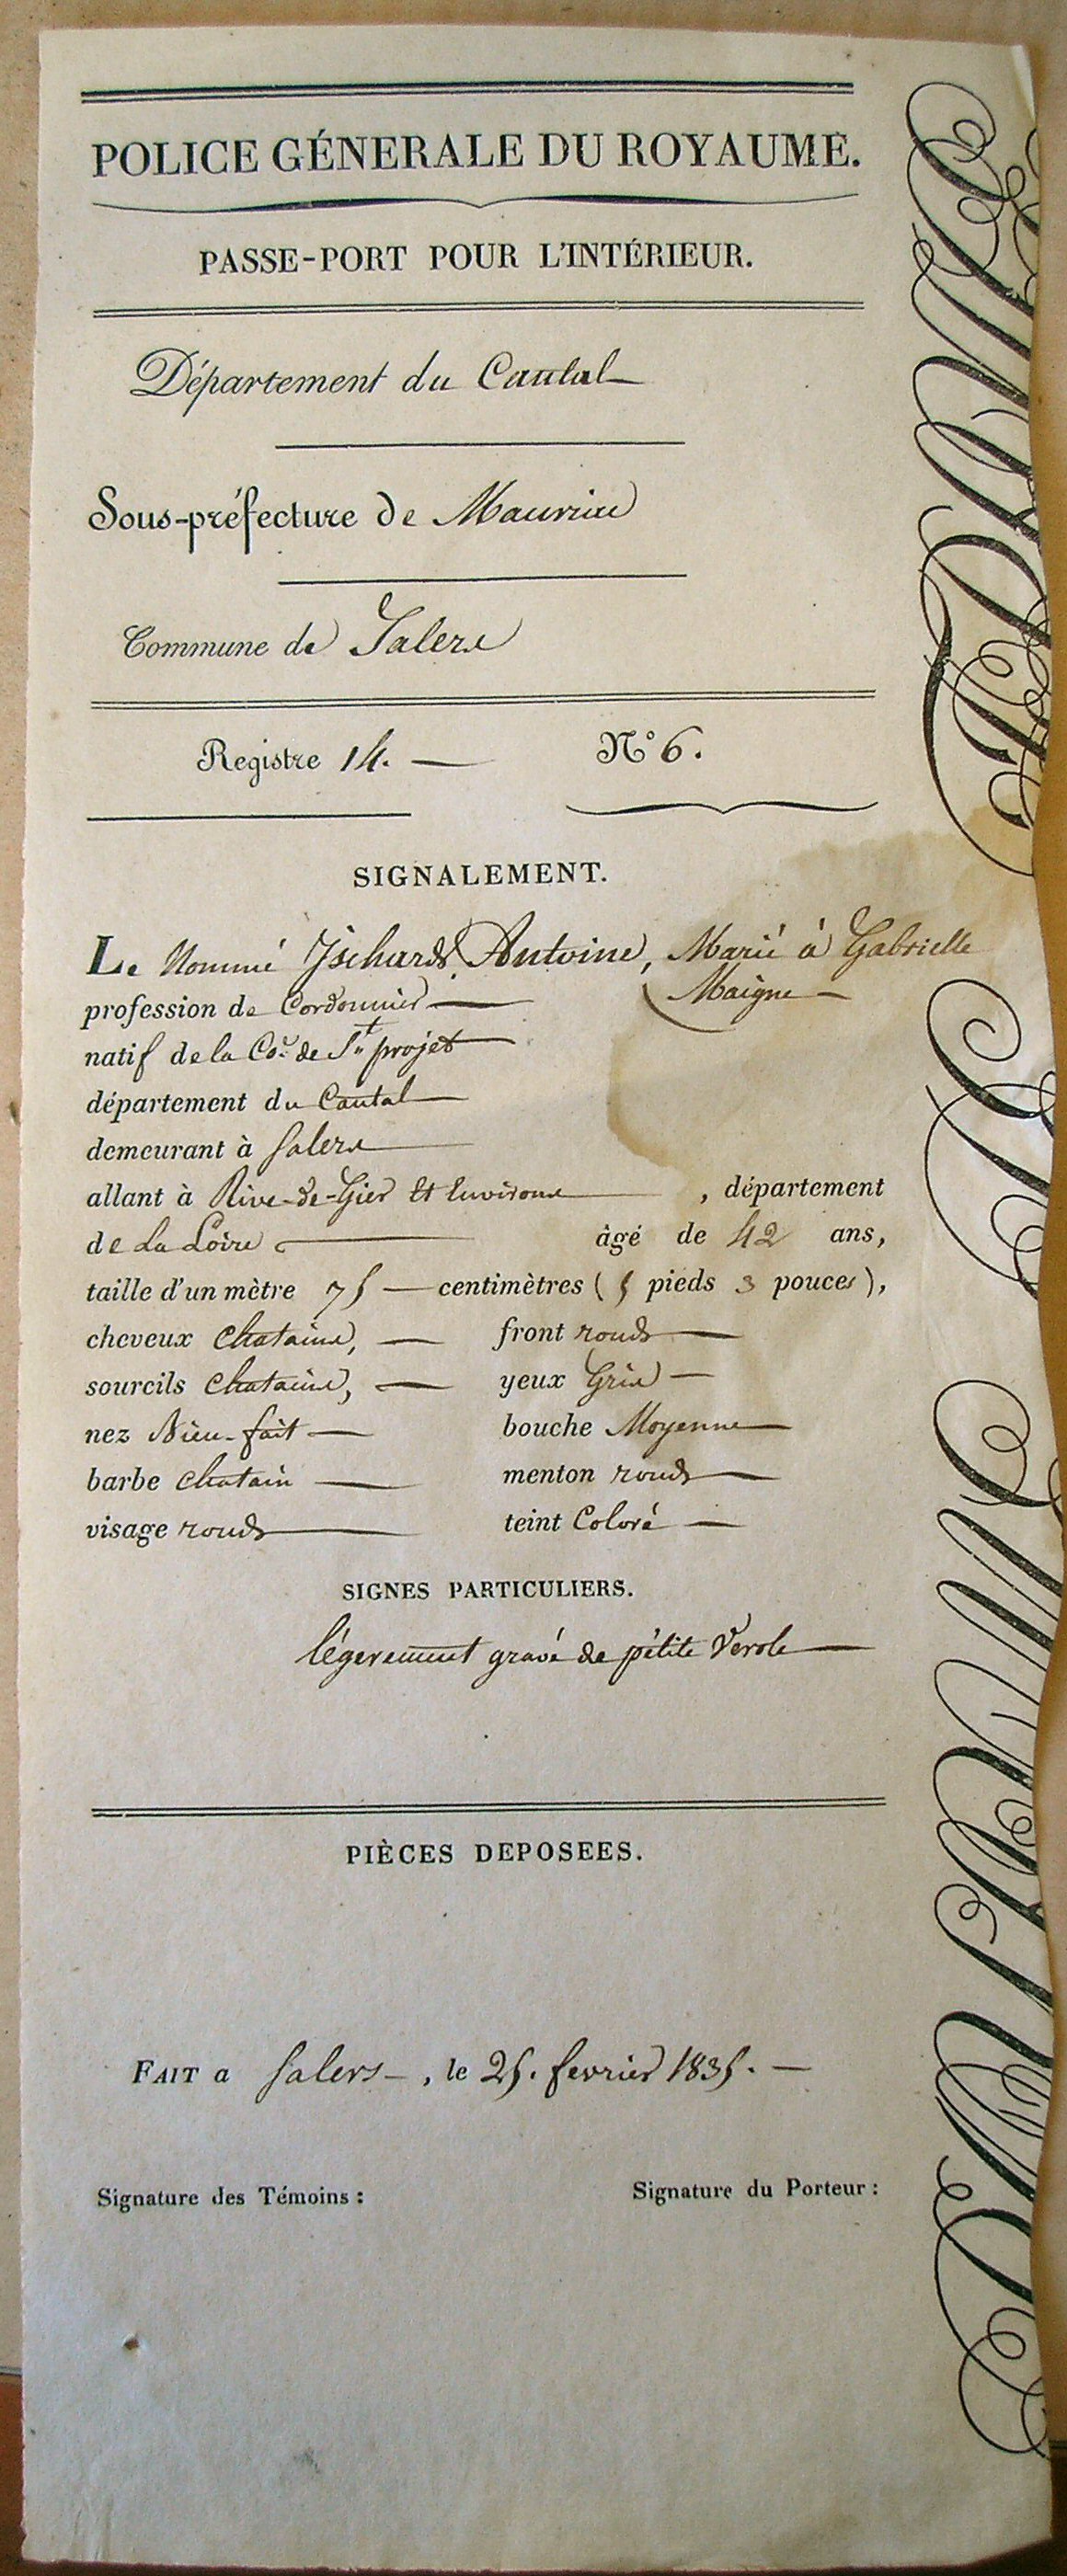 POLICE GÉNERALE DU ROYAUME.
PASSE-PORT POUR L'INTÉRIEUR.
Département du Cantal
Sous-préfecture de Mauriac
Commune de Salers
Registre 14. N° 6.
SIGNALEMENT.
Le Nommé Ischard Antoine, Marié à Gabrielle
Maigne
profession de Cordonnier
natif de la Cne de St projet
département du Cantal
demeurant à Salers
allant à Rive-de-Gier Et Environs , département
de La Loire âgé de 42 ans,
taille d'un mètre 75 centimètres ( 5 pieds 3 pouces ),
cheveux Chatains, front rond
sourcils Chatains, yeux Gris
nez Bien-fait bouche Moyenne
barbe chatain menton rond
visage rond teint Coloré
SIGNES PARTICULIERS.
légerement gravé de pétite Verole
PIÈCES DEPOSEES.
FAIT a Salers , le 25. fevrier 1835.
Signature des Témoins : Signature du Porteur :